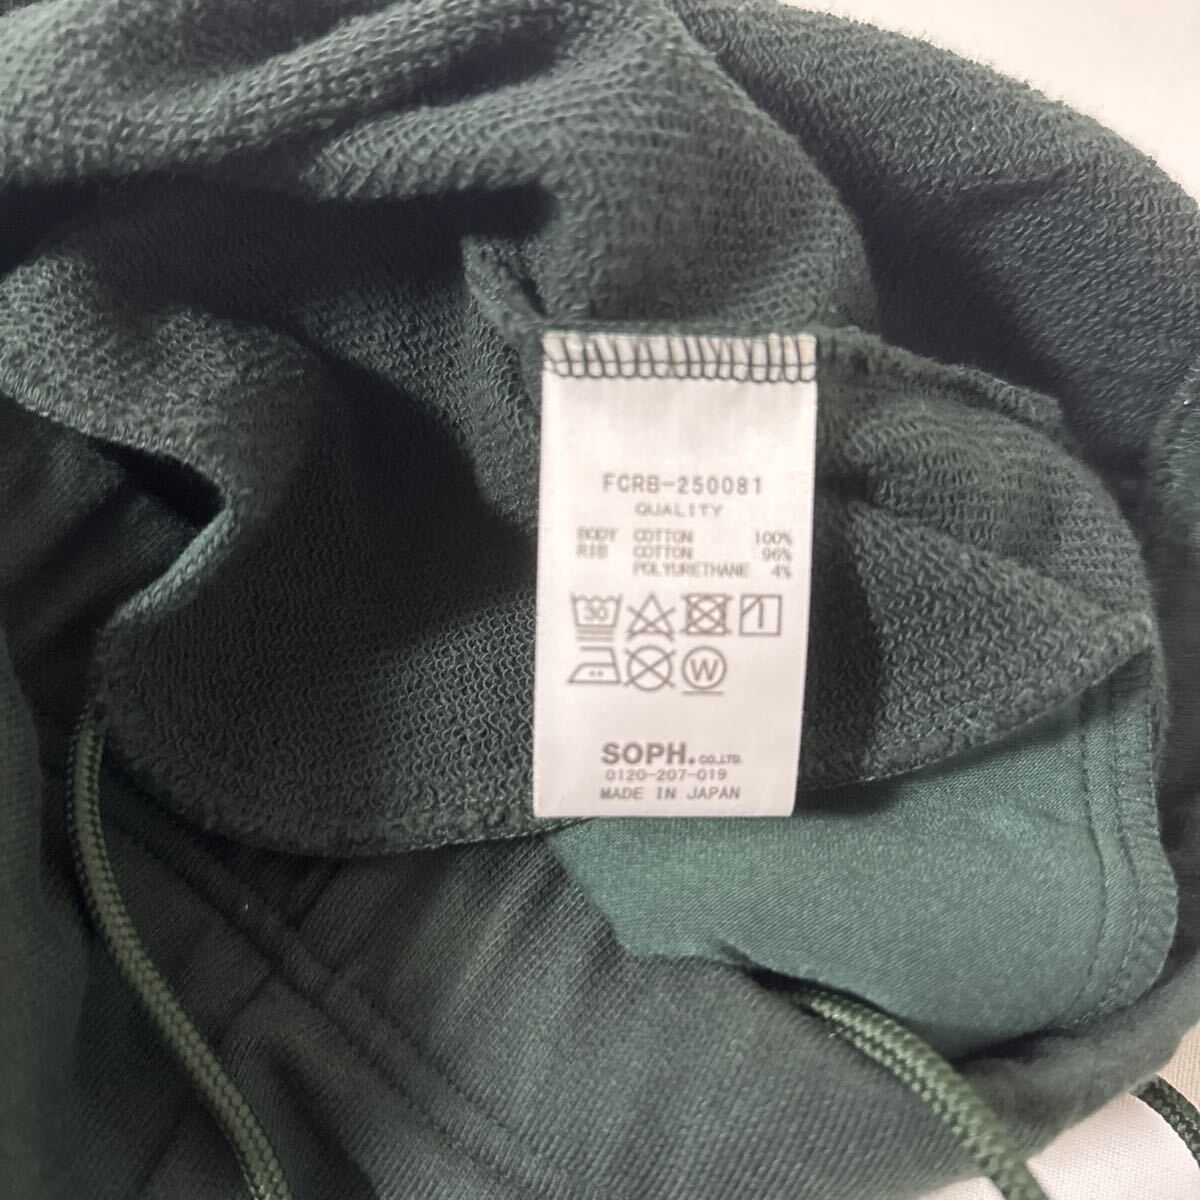 FCRB-250081
QUALITY
BODY COTTON 100%
RIB COTTON 96%
POLYURETHANE 4%
30
W
SOPH. CO.,LTD.
0120-207-019
MADE IN JAPAN